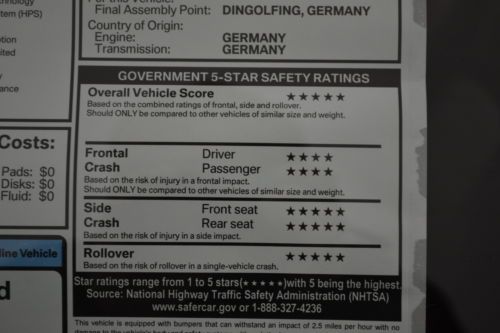 Final Assembly Point: DINGOLFING, GERMANY
Country of Origin:
Engine: GERMANY
Transmission: GERMANY
tem (HPS)
GOVERNMENT 5-STAR SAFETY RATINGS
Overall Vehicle Score ★★★★★
Based on the combined ratings of frontal, side and rollover.
Should ONLY be compared to other vehicles of similar size and weight.
Frontal Driver ★★★★
Crash Passenger ★★★★
Based on the risk of injury in a frontal impact.
Should ONLY be compared to other vehicles of similar size and weight.
Side Front seat ★★★★★
Crash Rear seat ★★★★★
Based on the risk of injury in a side impact.
Rollover ★★★★★
Based on the risk of rollover in a single-vehicle crash.
Star ratings range from 1 to 5 stars(★★★★★)with 5 being the highest.
Source: National Highway Traffic Safety Administration (NHTSA)
www.safercar.gov or 1-888-327-4236
This vehicle is equipped with bumpers that can withstand an impact of 2.5 miles per hour with no
Costs:
Pads: $0
Disks: $0
Fluid: $0
line Vehicle